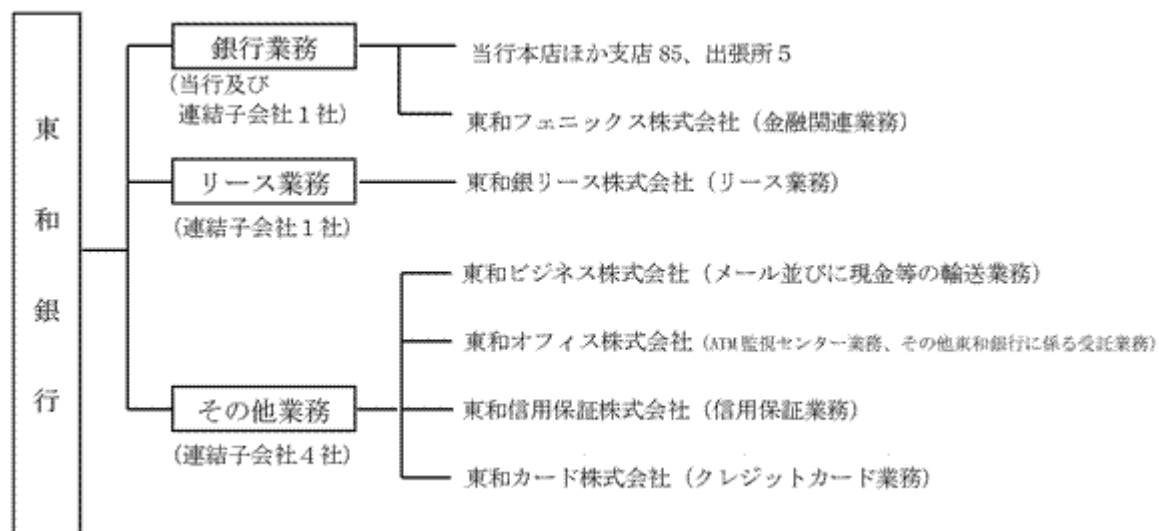 東和銀行
銀行業務
(当行及び
連結子会社１社)
当行本店ほか支店 85、出張所５
東和フェニックス株式会社（金融関連業務）
リース業務
(連結子会社１社)
東和銀リース株式会社（リース業務）
その他業務
(連結子会社４社)
東和ビジネス株式会社（メール並びに現金等の輸送業務）
東和オフィス株式会社（ATM 監視センター業務、その他東和銀行に係る受託業務）
東和信用保証株式会社（信用保証業務）
東和カード株式会社（クレジットカード業務）